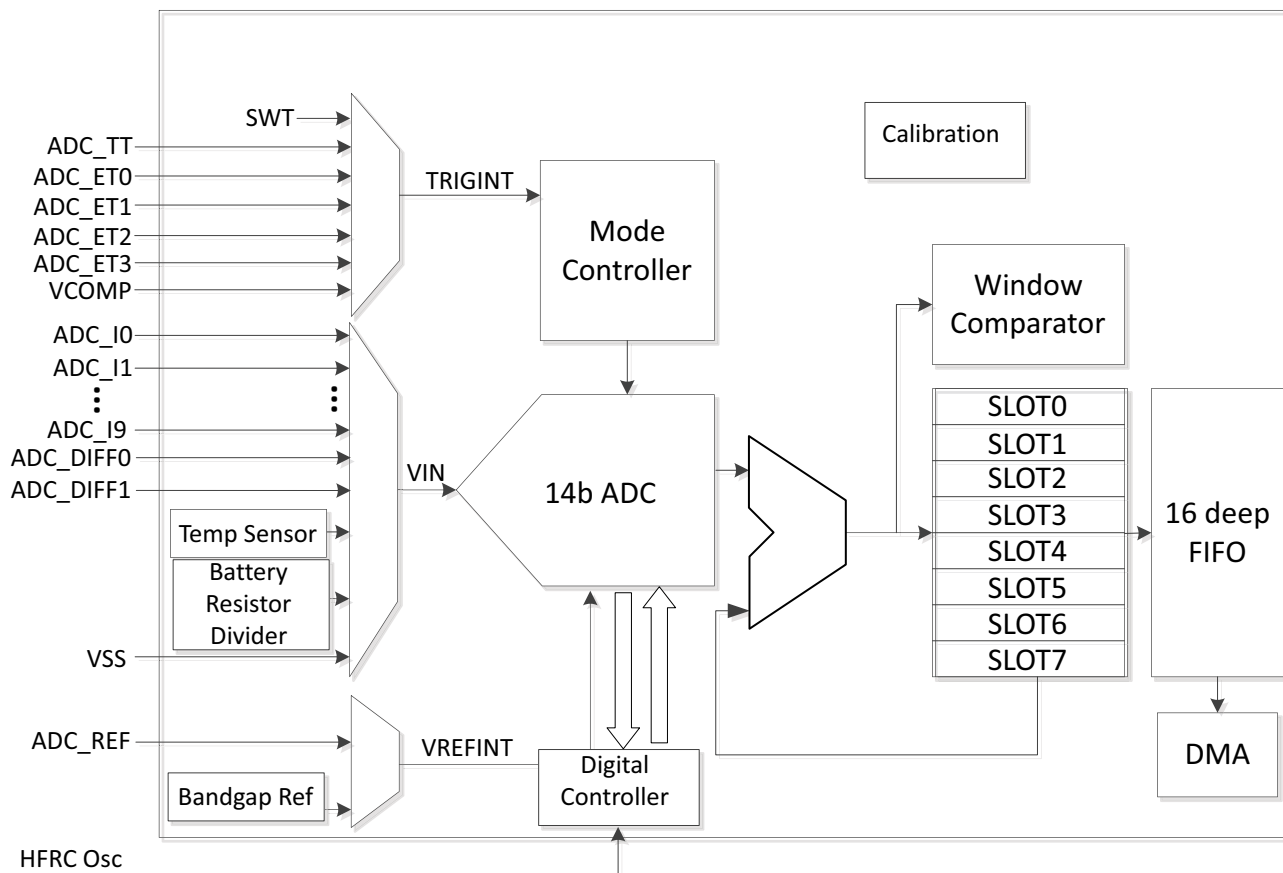 SWT
ADC_TT
ADC_ET0
ADC_ET1
ADC_ET2
ADC_ET3
VCOMP
TRIGINT
Mode
Controller
Calibration
Window
Comparator
ADC_I0
ADC_I1
ADC_I9
ADC_DIFF0
ADC_DIFF1
Temp Sensor
Battery
Resistor
Divider
VSS
VIN
14b ADC
SLOT0
SLOT1
SLOT2
SLOT3
SLOT4
SLOT5
SLOT6
SLOT7
16 deep
FIFO
DMA
ADC_REF
Bandgap Ref
VREFINT
Digital
Controller
HFRC Osc